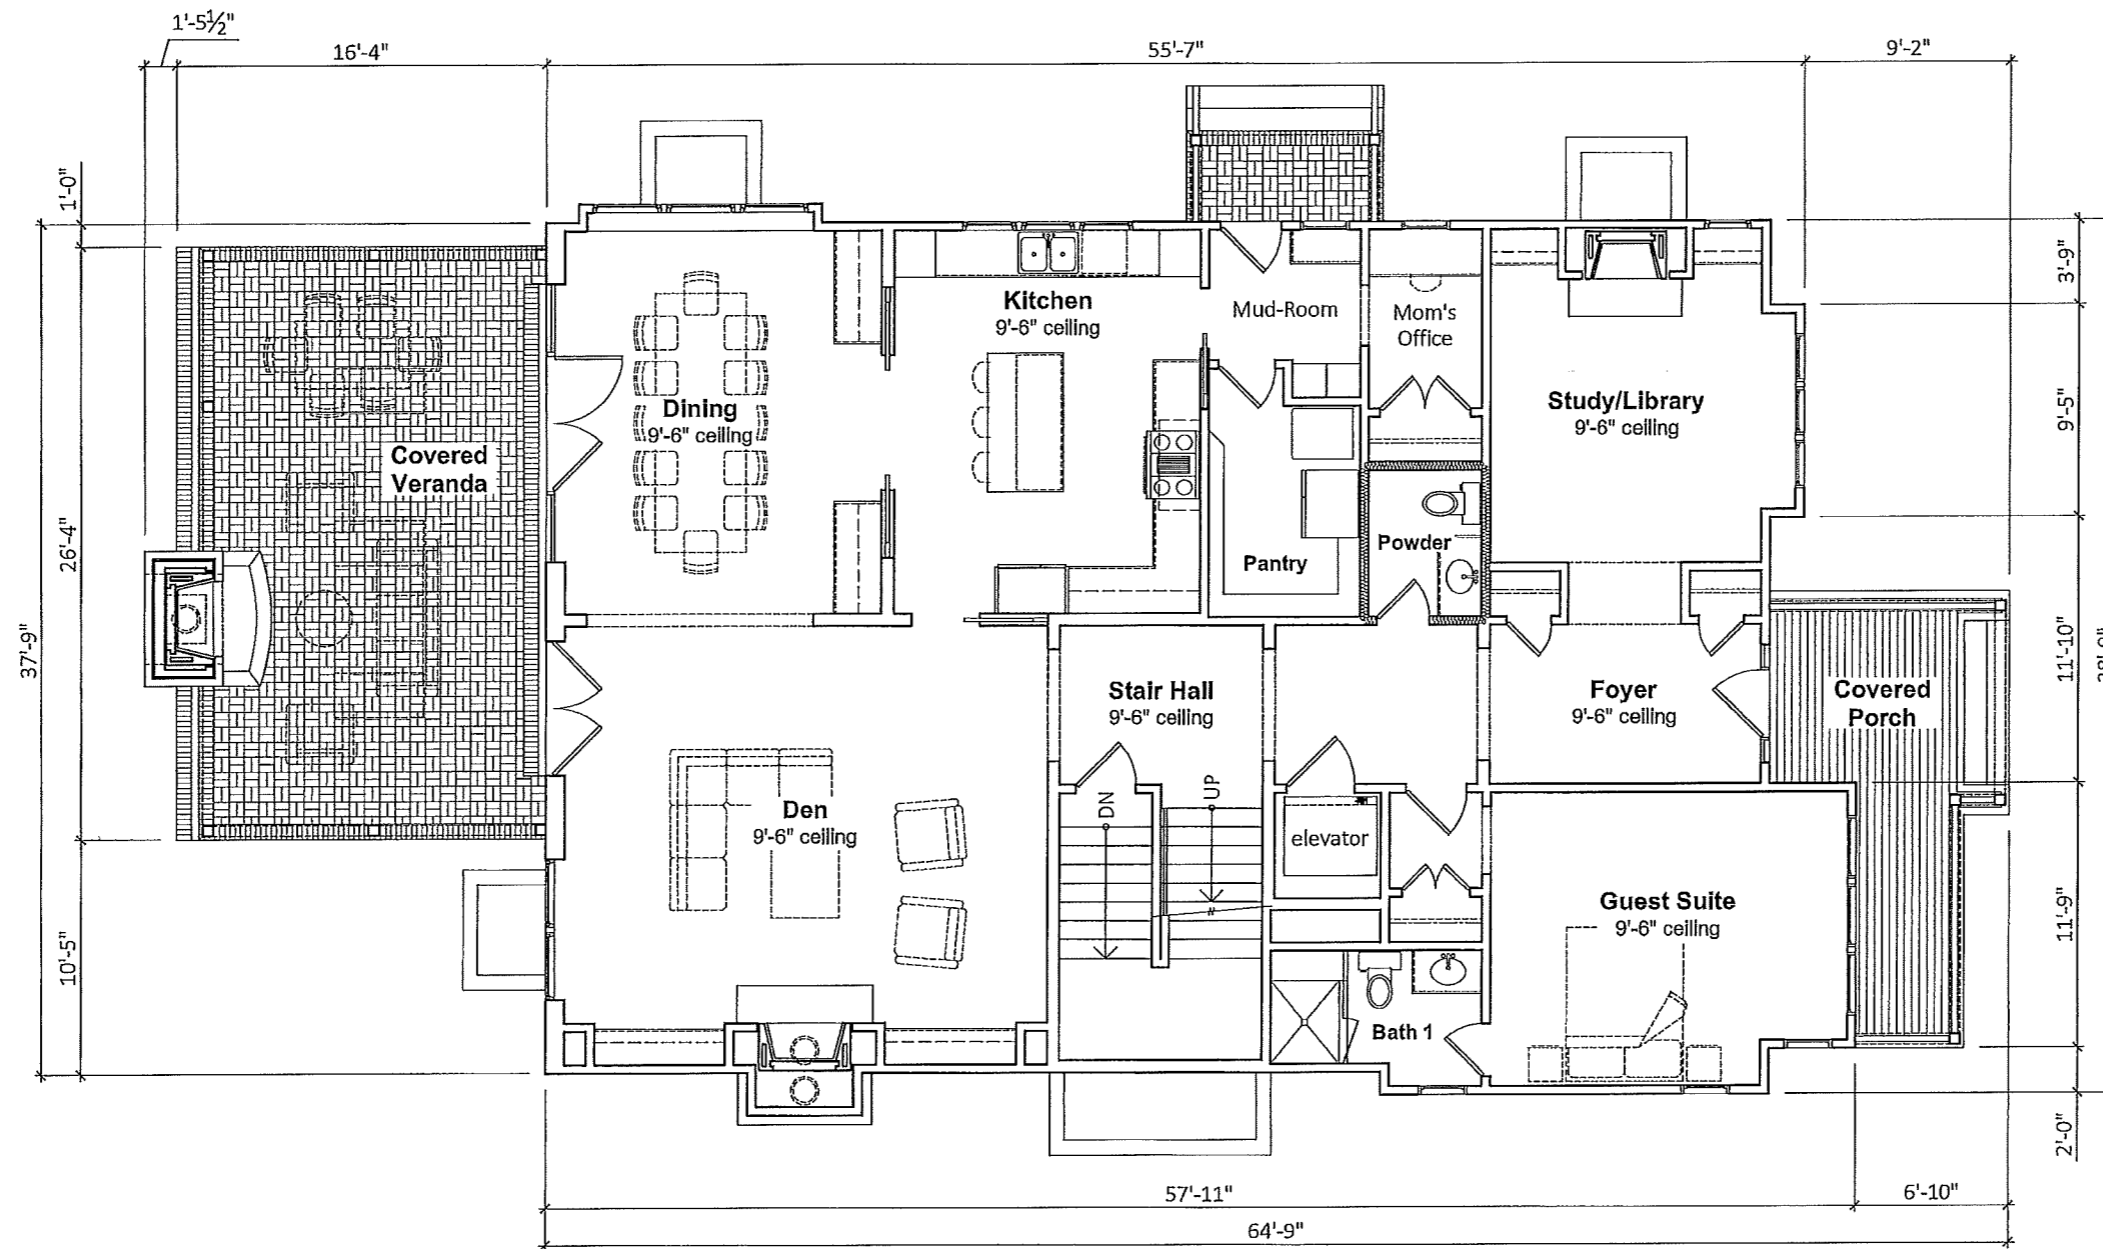 1'-5½"
16'-4"
55'-7"
9'-2"
1'-0"
26'-4"
10'-5"
37'-9"
3'-9"
9'-5"
11'-10"
11'-9"
2'-0"
Kitchen
9'-6" ceiling
Mud-Room
Mom's
Office
Dining
9'-6" ceiling
Study/Library
9'-6" ceiling
Covered
Veranda
Powder
Pantry
Stair Hall
9'-6" ceiling
Foyer
9'-6" ceiling
Covered
Porch
DN
UP
Den
9'-6" ceiling
elevator
Guest Suite
9'-6" ceiling
Bath 1
57'-11"
6'-10"
64'-9"